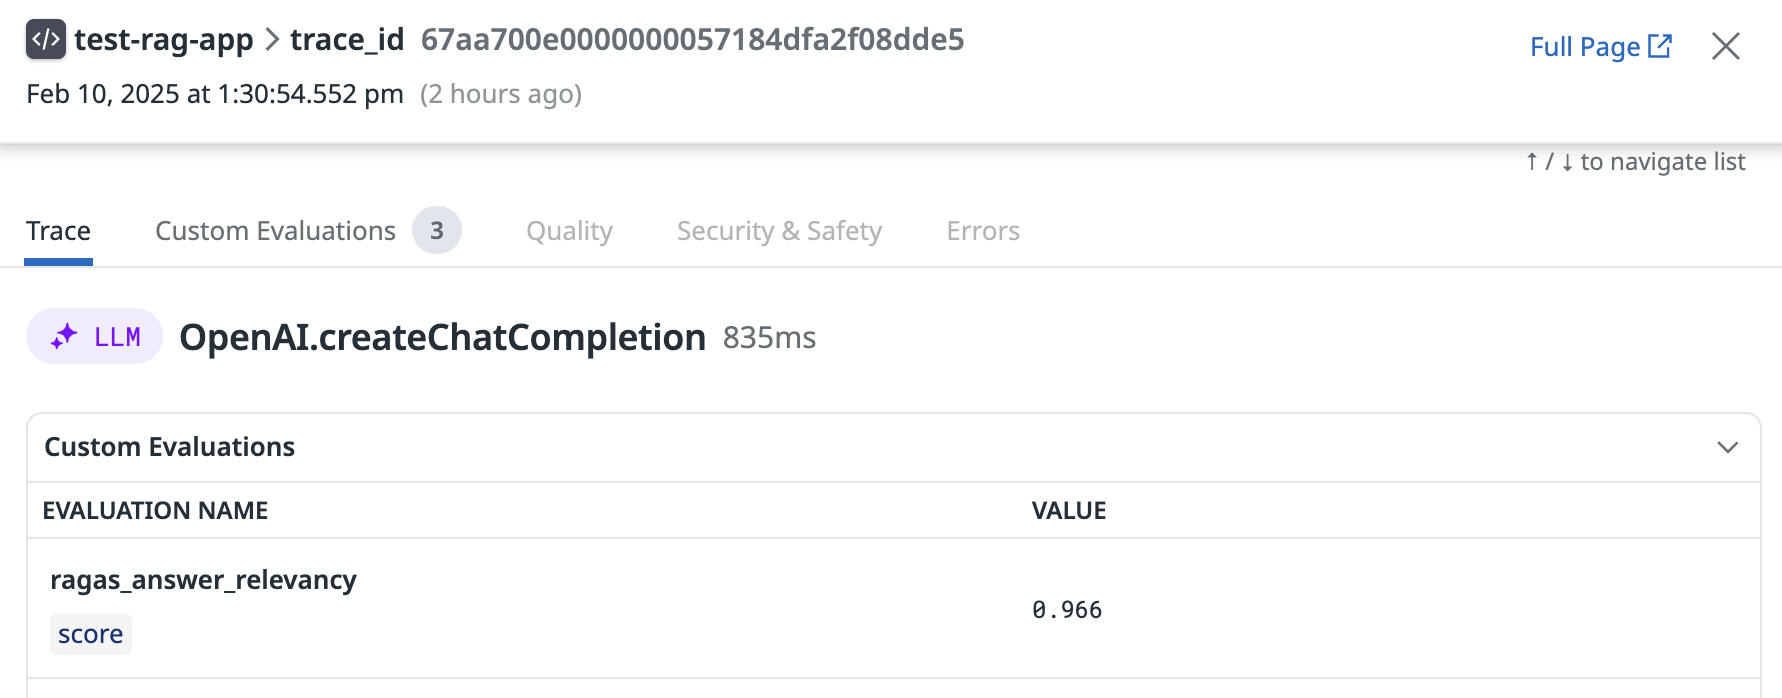 test-rag-app > trace_id 67aa700e0000000057184dfa2f08dde5
Full Page
Feb 10, 2025 at 1:30:54.552 pm (2 hours ago)
↑ / ↓ to navigate list
Trace Custom Evaluations 3 Quality Security & Safety Errors
LLM OpenAI.createChatCompletion 835ms
Custom Evaluations
EVALUATION NAME VALUE
ragas_answer_relevancy
0.966
score